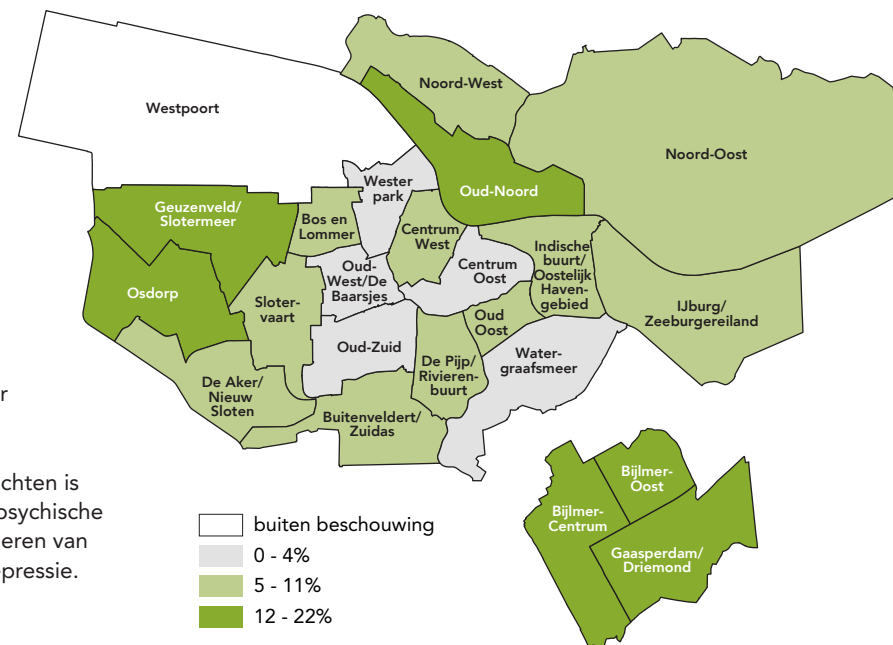 Noord-West
Westpoort
Noord-Oost
Wester
park
Oud-Noord
Geuzenveld/
Slotermeer
Bos en
Lommer
Centrum
West
Indische
buurt/
Oostelijk
Haven-
gebied
Oud-
West/De
Baarsjes
Centrum
Oost
Osdorp
Sloter-
vaart
IJburg/
Zeeburgereiland
Oud
Oost
Oud-Zuid
Water-
graafsmeer
De Pijp/
Rivieren-
buurt
De Aker/
Nieuw
Sloten
Buitenveldert/
Zuidas
Bijlmer-
Oost
Bijlmer-
Centrum
Gaasperdam/
Driemond
r
chten is
psychische
eren van
pressie.
buiten beschouwing
0 - 4%
5 - 11%
12 - 22%